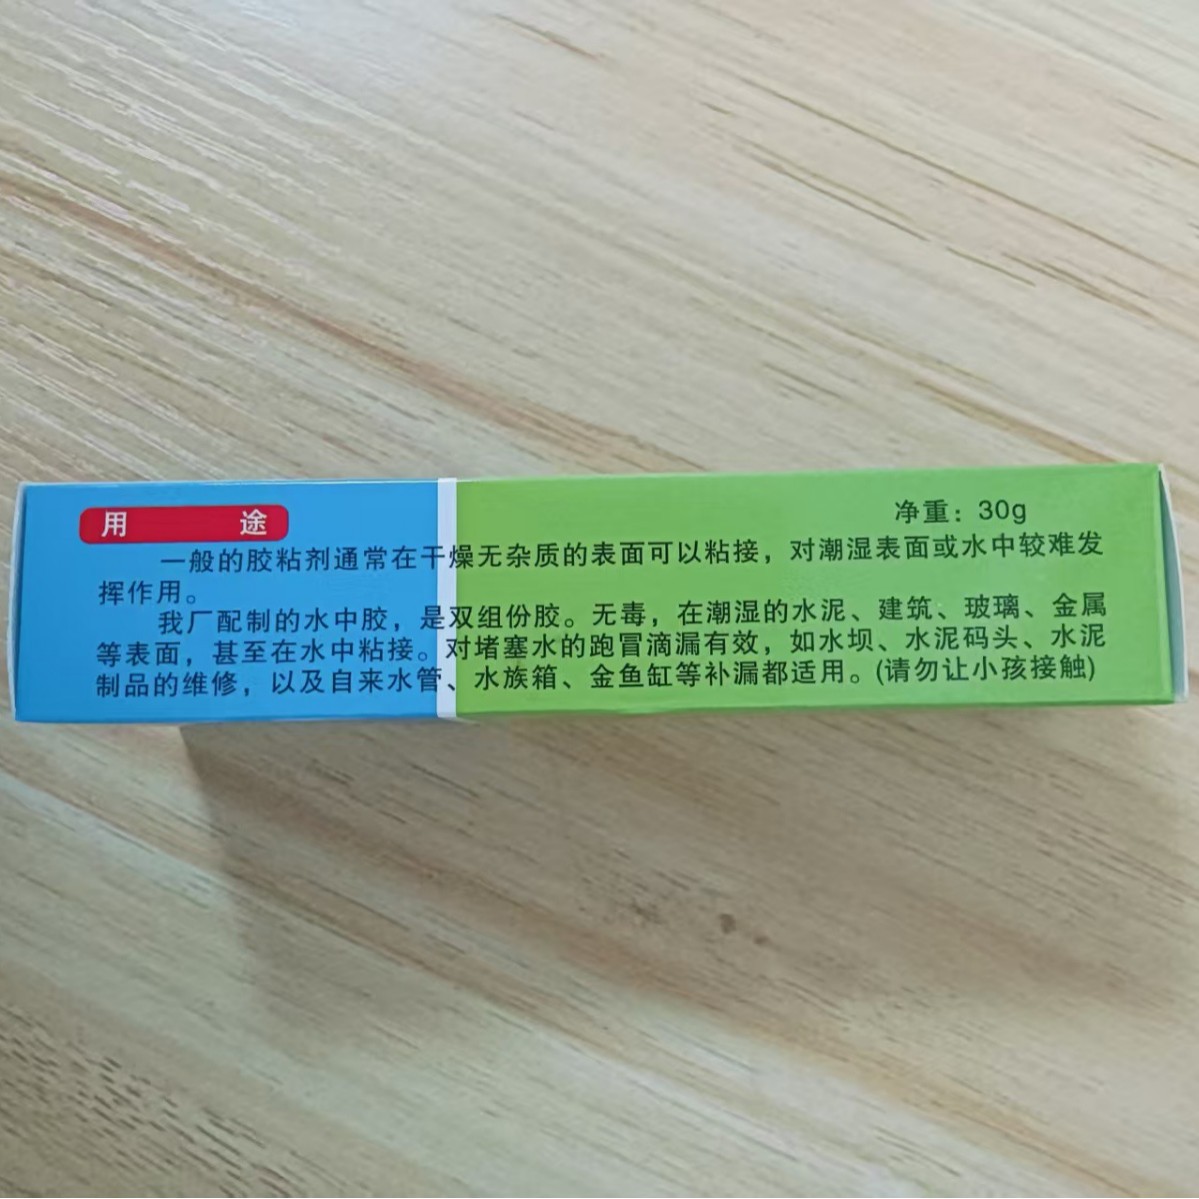 用 途
净重：30g
一般的胶粘剂通常在干燥无杂质的表面可以粘接，对潮湿表面或水中较难发
挥作用。
我厂配制的水中胶，是双组份胶。无毒，在潮湿的水泥、建筑、玻璃、金属
等表面，甚至在水中粘接。对堵塞水的跑冒滴漏有效，如水坝、水泥码头、水泥
制品的维修，以及自来水管、水族箱、金鱼缸等补漏都适用。(请勿让小孩接触)